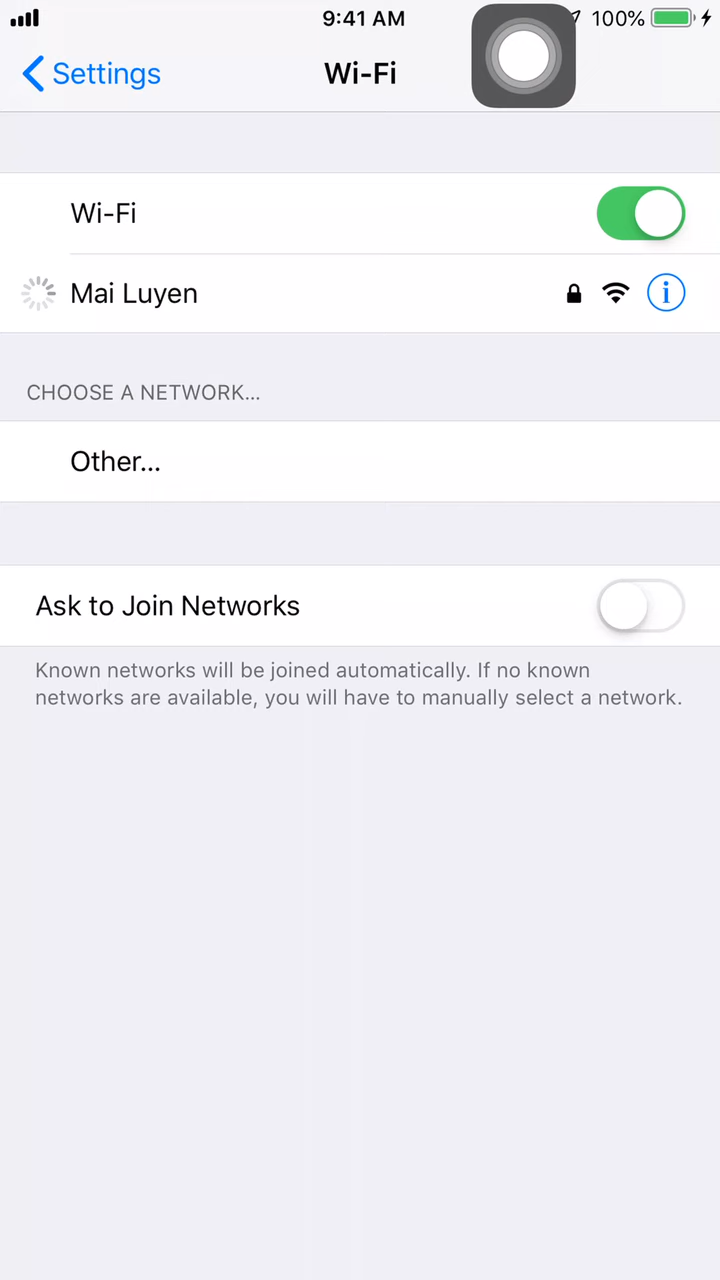 9:41 AM
100%
Settings
Wi-Fi
Wi-Fi
Mai Luyen
CHOOSE A NETWORK...
Other...
Ask to Join Networks
Known networks will be joined automatically. If no known
networks are available, you will have to manually select a network.